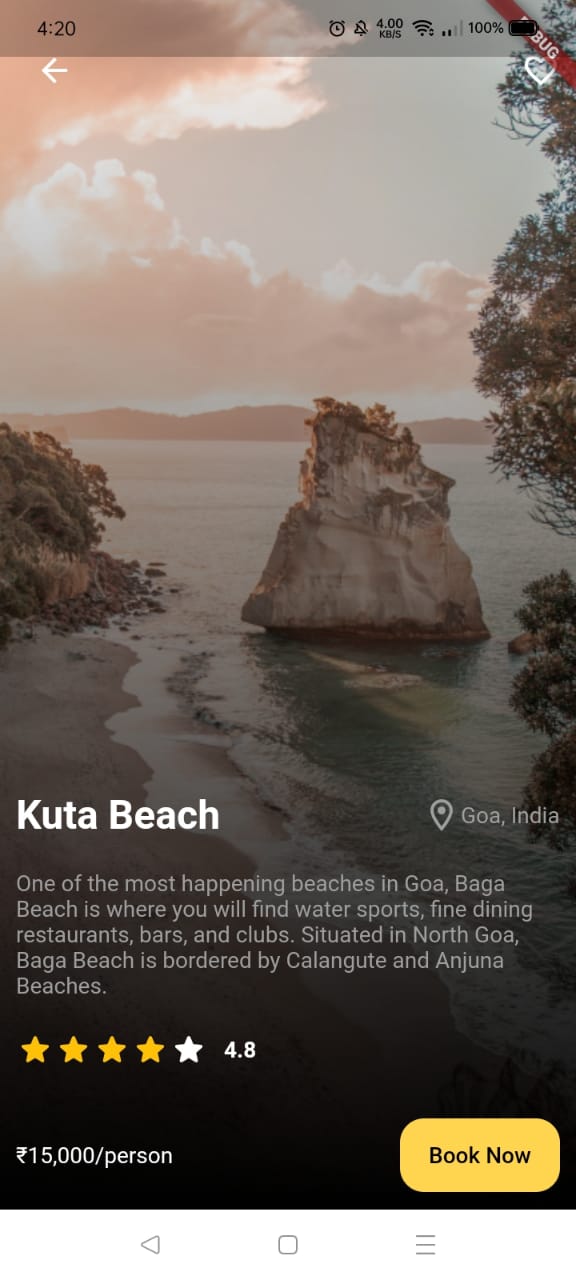 4:20
4.00
KB/S
100%
BUG
Kuta Beach
Goa, India
One of the most happening beaches in Goa, Baga
Beach is where you will find water sports, fine dining
restaurants, bars, and clubs. Situated in North Goa,
Baga Beach is bordered by Calangute and Anjuna
Beaches.
4.8
₹15,000/person
Book Now